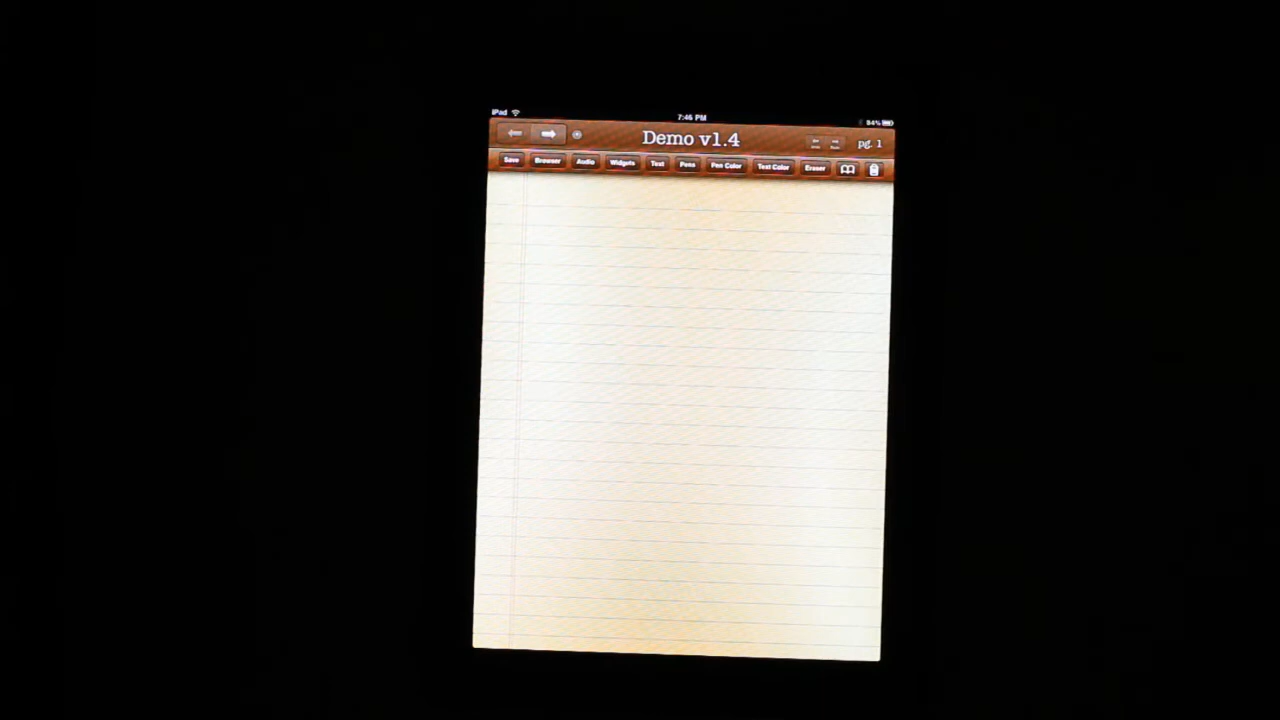 iPad 7:46 PM 84%
Demo v1.4 pg. 1
Save Browser Audio Widgets Text Pens Pen Color Text Color Eraser